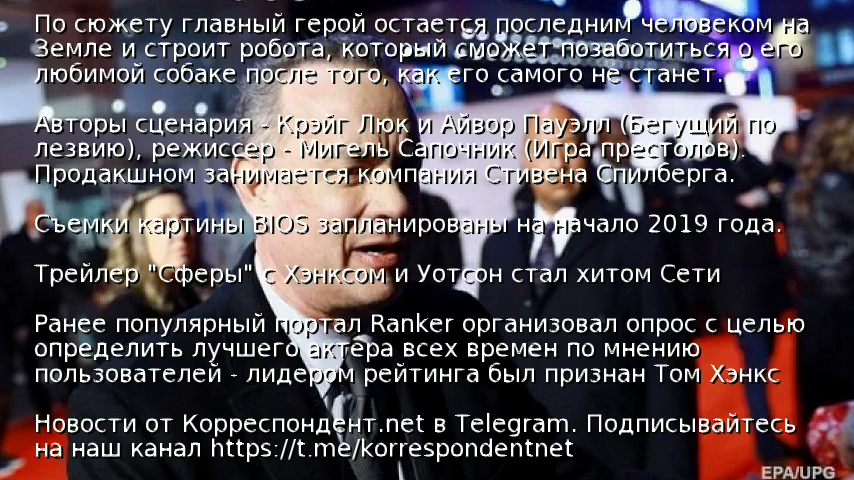 По сюжету главный герой остается последним человеком на
Земле и строит робота, который сможет позаботиться о его
любимой собаке после того, как его самого не станет.
Авторы сценария - Крэйг Люк и Айвор Пауэлл (Бегущий по
лезвию), режиссер - Мигель Сапочник (Игра престолов).
Продакшном занимается компания Стивена Спилберга.
Съемки картины BIOS запланированы на начало 2019 года.
Трейлер "Сферы" с Хэнксом и Уотсон стал хитом Сети
Ранее популярный портал Ranker организовал опрос с целью
определить лучшего актера всех времен по мнению
пользователей - лидером рейтинга был признан Том Хэнкс
Новости от Корреспондент.net в Telegram. Подписывайтесь
на наш канал https://t.me/korrespondentnet
EPA/UPG